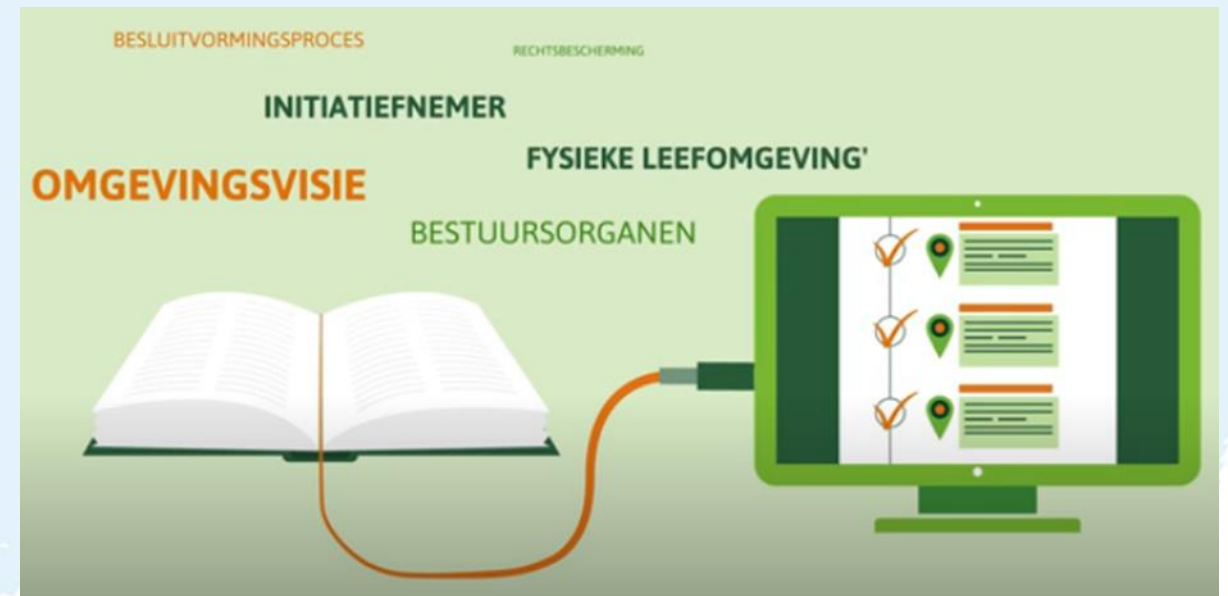 BESLUITVORMINGSPROCES
RECHTSBESCHERMING
INITIATIEFNEMER
FYSIEKE LEEFOMGEVING'
OMGEVINGSVISIE
BESTUURSORGANEN